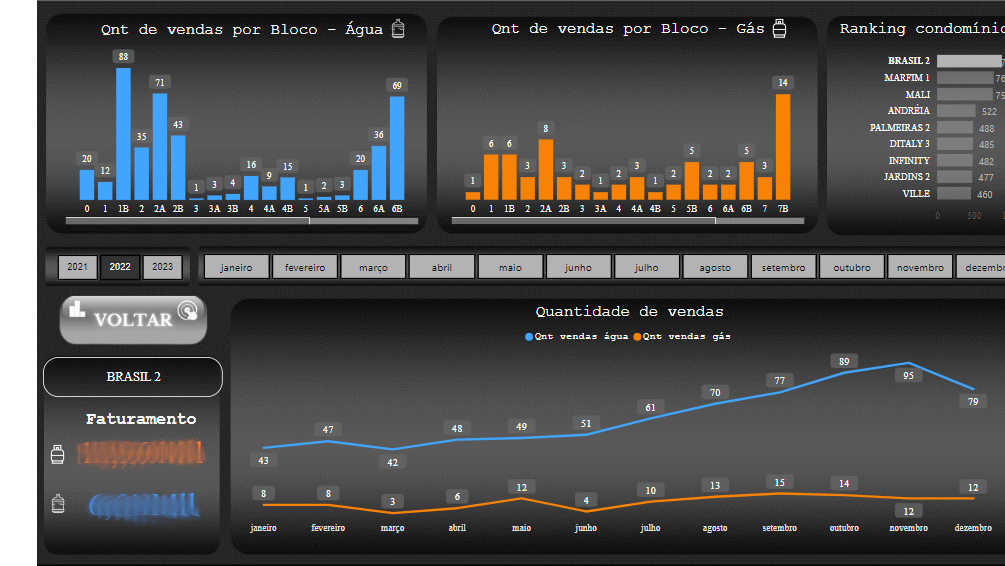 Qnt de vendas por Bloco - Água
88
71
69
43
35
36
20
12
1
3
4
16
9
15
1
2
3
20
0 1 1B 2 2A 2B 3 3A 3B 4 4A 4B 5 5A 5B 6 6A 6B
Qnt de vendas por Bloco - Gás
14
1
6
6
3
8
3
2
1
2
3
1
2
5
2
2
5
3
0 1 1B 2 2A 2B 3 3A 4 4A 4B 5 5B 6 6A 6B 7 7B
Ranking condomínio
BRASIL 2
MARFIM 1 76
MALI 75
ANDRÉIA 522
PALMEIRAS 2 488
DITALY 3 485
INFINITY 482
JARDINS 2 477
VILLE 460
0 500
2021 2022 2023
janeiro fevereiro março abril maio junho julho agosto setembro outubro novembro dezembr
VOLTAR
BRASIL 2
Faturamento
Quantidade de vendas
Qnt vendas água Qnt vendas gás
43 47 42 48 49 51 61 70 77 89 95 79
8 8 3 6 12 4 10 13 15 14 12 12
janeiro fevereiro março abril maio junho julho agosto setembro outubro novembro dezembro